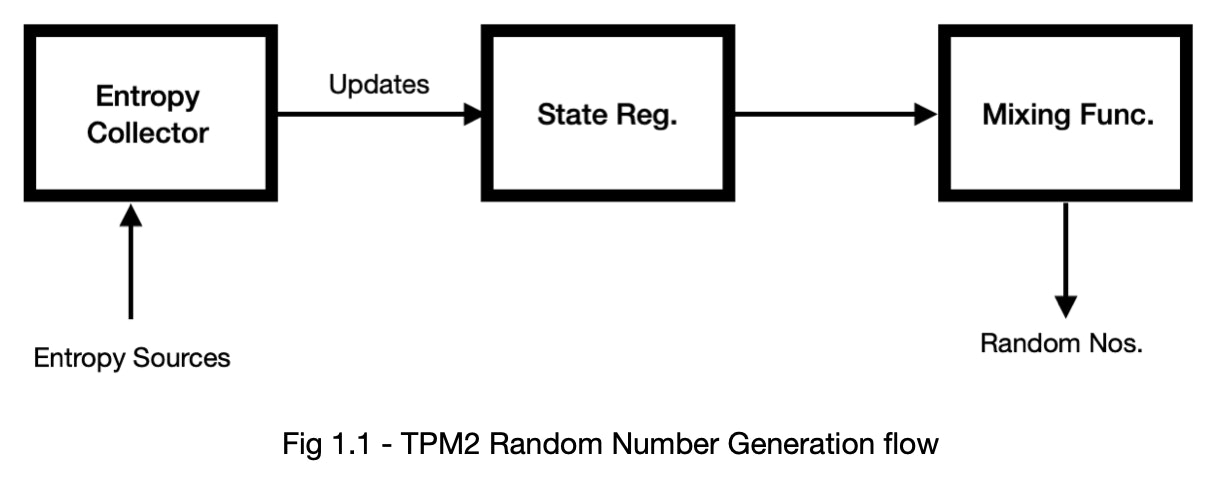 Entropy
Collector
Updates
State Reg.
Mixing Func.
Entropy Sources
Random Nos.
Fig 1.1 - TPM2 Random Number Generation flow